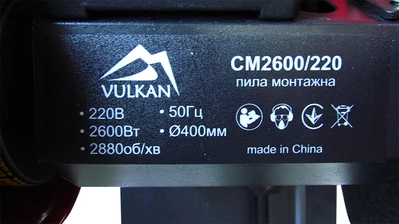 VULKAN
CM2600/220
пила монтажна
• 220В • 50Гц
• 2600Вт • Ø400мм
• 2880об/хв
made in China